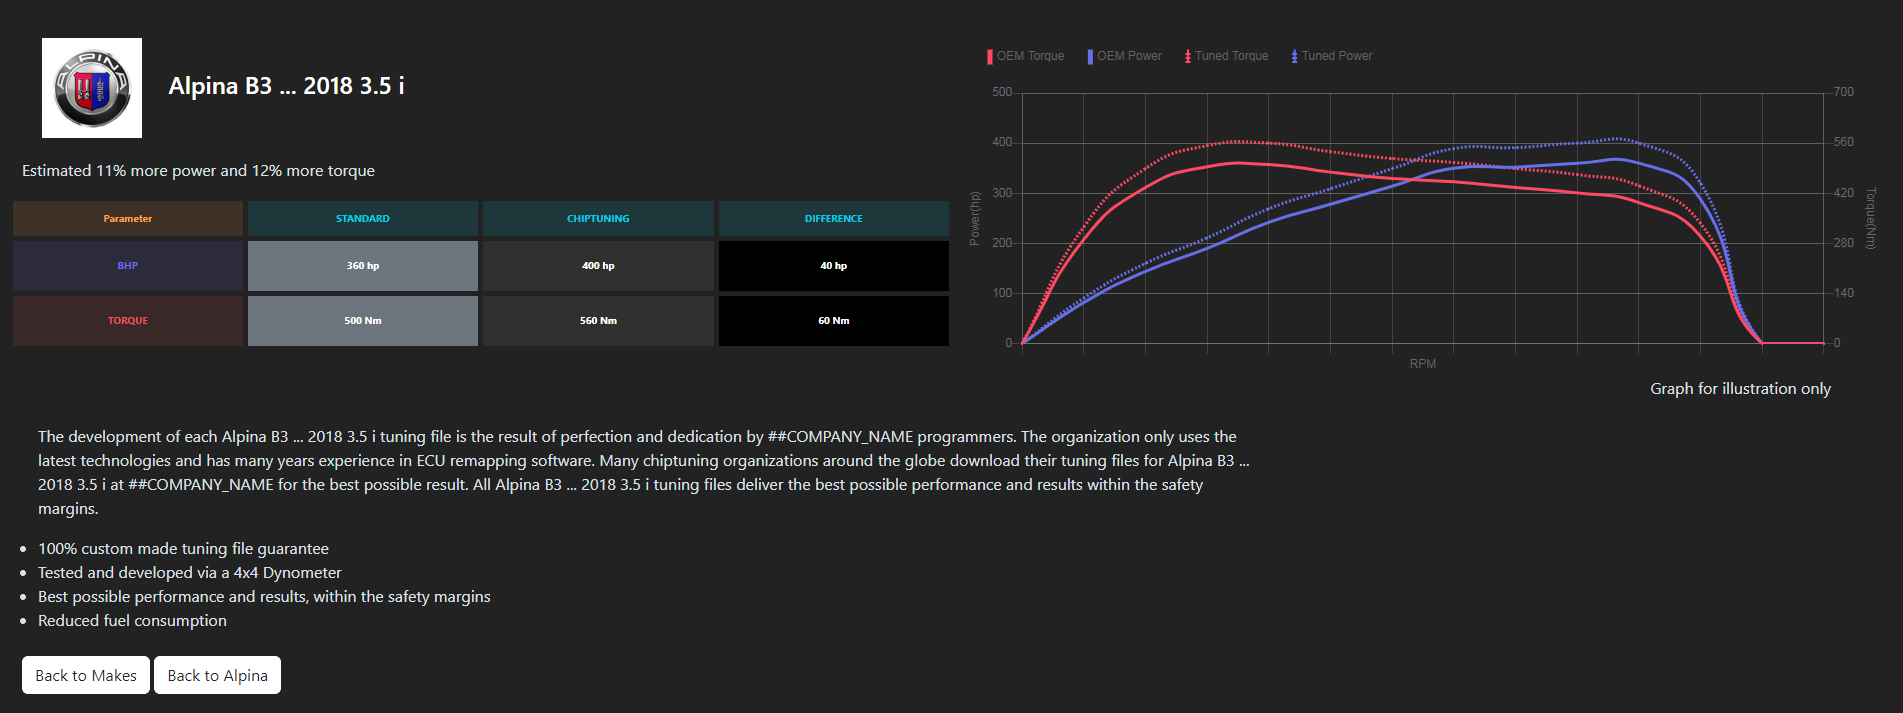 ALPINA
Alpina B3 ... 2018 3.5 i
Estimated 11% more power and 12% more torque
Parameter STANDARD CHIPTUNING DIFFERENCE
BHP 360 hp 400 hp 40 hp
TORQUE 500 Nm 560 Nm 60 Nm
OEM Torque OEM Power Tuned Torque Tuned Power
500 700
400 560
300 420
200 280
100 140
0 0
Power(hp)
Torque(Nm)
RPM
Graph for illustration only
The development of each Alpina B3 ... 2018 3.5 i tuning file is the result of perfection and dedication by ##COMPANY_NAME programmers. The organization only uses the
latest technologies and has many years experience in ECU remapping software. Many chiptuning organizations around the globe download their tuning files for Alpina B3 ...
2018 3.5 i at ##COMPANY_NAME for the best possible result. All Alpina B3 ... 2018 3.5 i tuning files deliver the best possible performance and results within the safety
margins.
• 100% custom made tuning file guarantee
• Tested and developed via a 4x4 Dynometer
• Best possible performance and results, within the safety margins
• Reduced fuel consumption
Back to Makes Back to Alpina